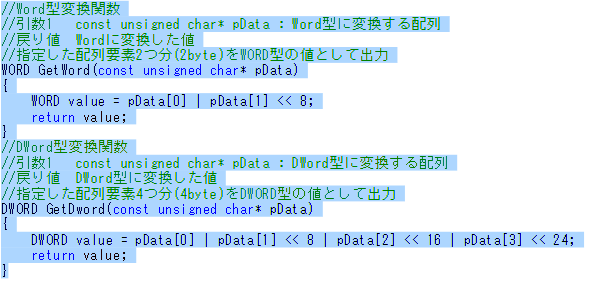 //Word型変換関数
//引数1   const unsigned char* pData : Word型に変換する配列
//戻り値  Wordに変換した値
//指定した配列要素2つ分(2byte)をWORD型の値として出力
WORD GetWord(const unsigned char* pData)
{
    WORD value = pData[0] | pData[1] << 8;
    return value;
}
//DWord型変換関数
//引数1   const unsigned char* pData : DWord型に変換する配列
//戻り値  DWord型に変換した値
//指定した配列要素4つ分(4byte)をDWORD型の値として出力
DWORD GetDword(const unsigned char* pData)
{
    DWORD value = pData[0] | pData[1] << 8 | pData[2] << 16 | pData[3] << 24;
    return value;
}